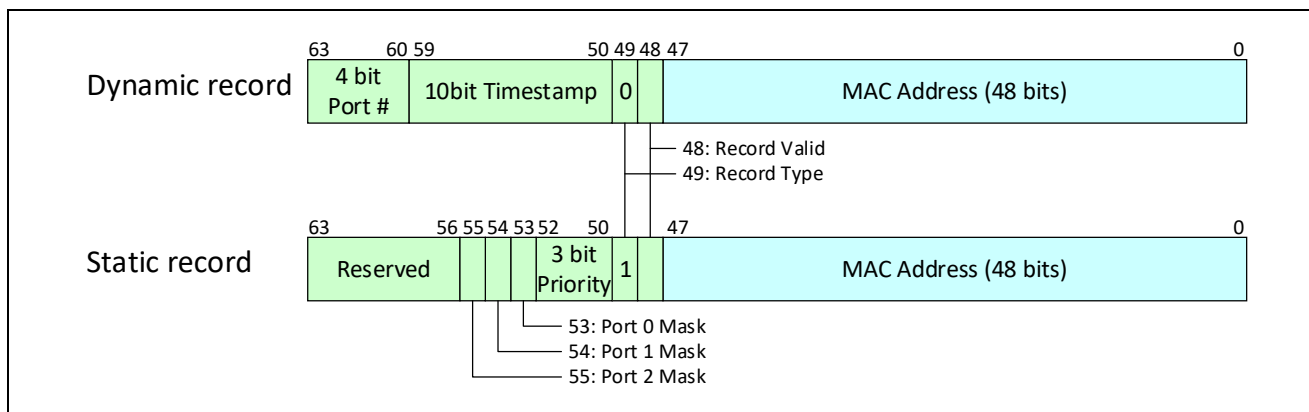 63 60 59 50 49 48 47 0
Dynamic record
4 bit
Port #
10bit Timestamp
0
MAC Address (48 bits)
48: Record Valid
49: Record Type
63 56 55 54 53 52 50 47 0
Static record
Reserved
3 bit
Priority
1
MAC Address (48 bits)
53: Port 0 Mask
54: Port 1 Mask
55: Port 2 Mask